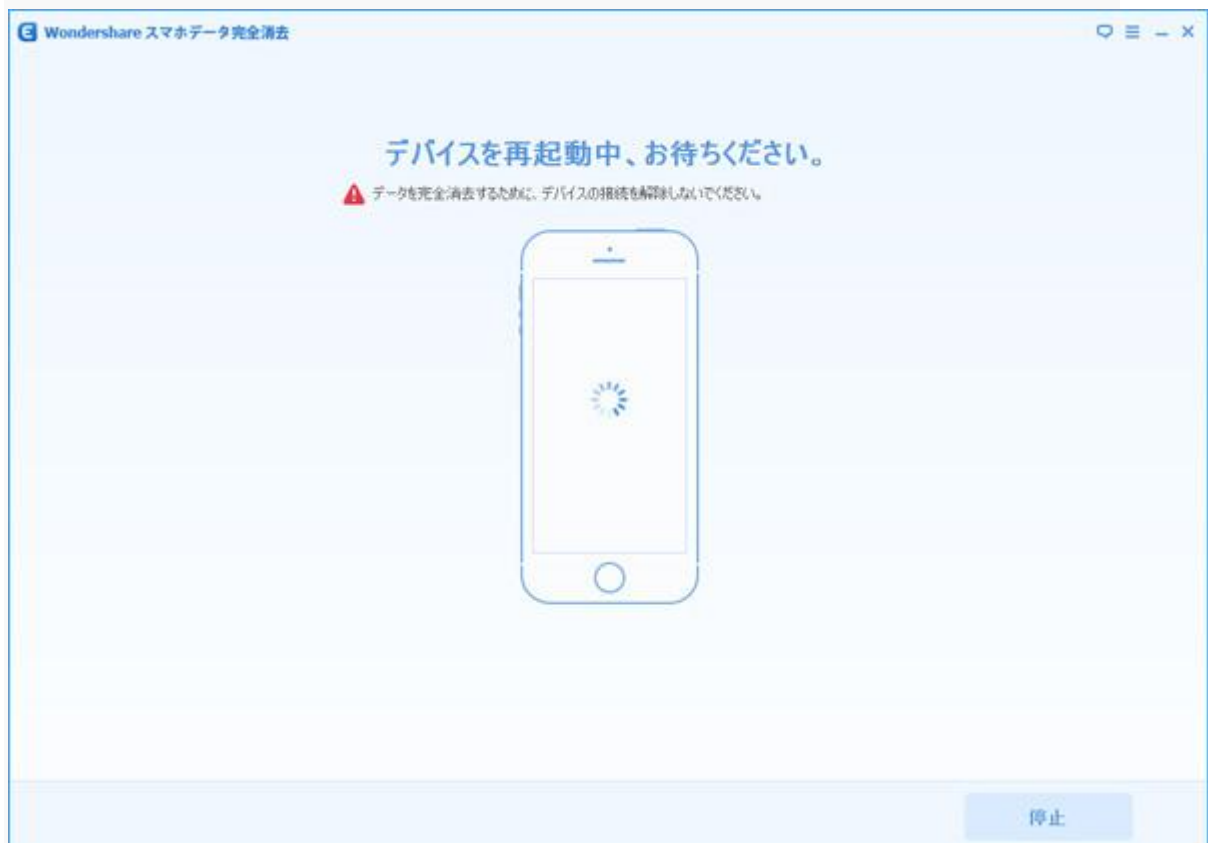 Wondershare スマホデータ完全消去
デバイスを再起動中、お待ちください。
データを完全消去するために、デバイスの接続を解除しないでください。
停止